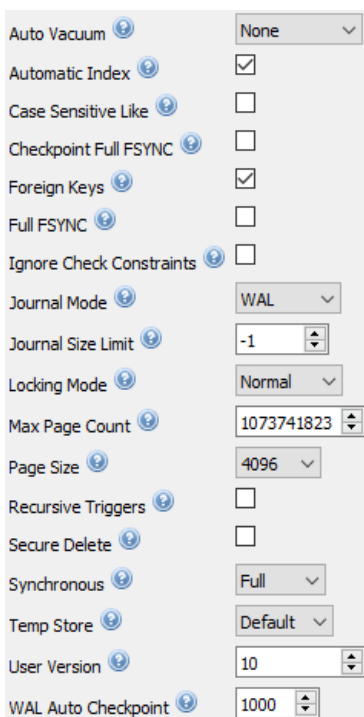 Auto Vacuum ? None
Automatic Index ?
Case Sensitive Like ?
Checkpoint Full FSYNC ?
Foreign Keys ?
Full FSYNC ?
Ignore Check Constraints ?
Journal Mode ? WAL
Journal Size Limit ? -1
Locking Mode ? Normal
Max Page Count ? 1073741823
Page Size ? 4096
Recursive Triggers ?
Secure Delete ?
Synchronous ? Full
Temp Store ? Default
User Version ? 10
WAL Auto Checkpoint ? 1000